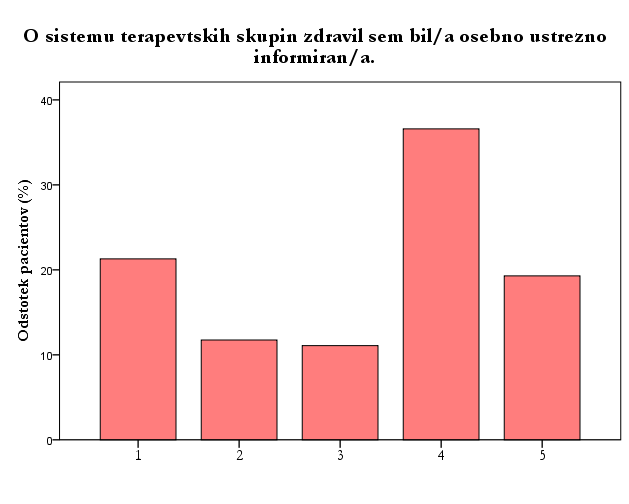 O sistemu terapevtskih skupin zdravil sem bil/a osebno ustrezno
informiran/a.
Odstotek pacientov (%)
40
30
20
10
0
1 2 3 4 5